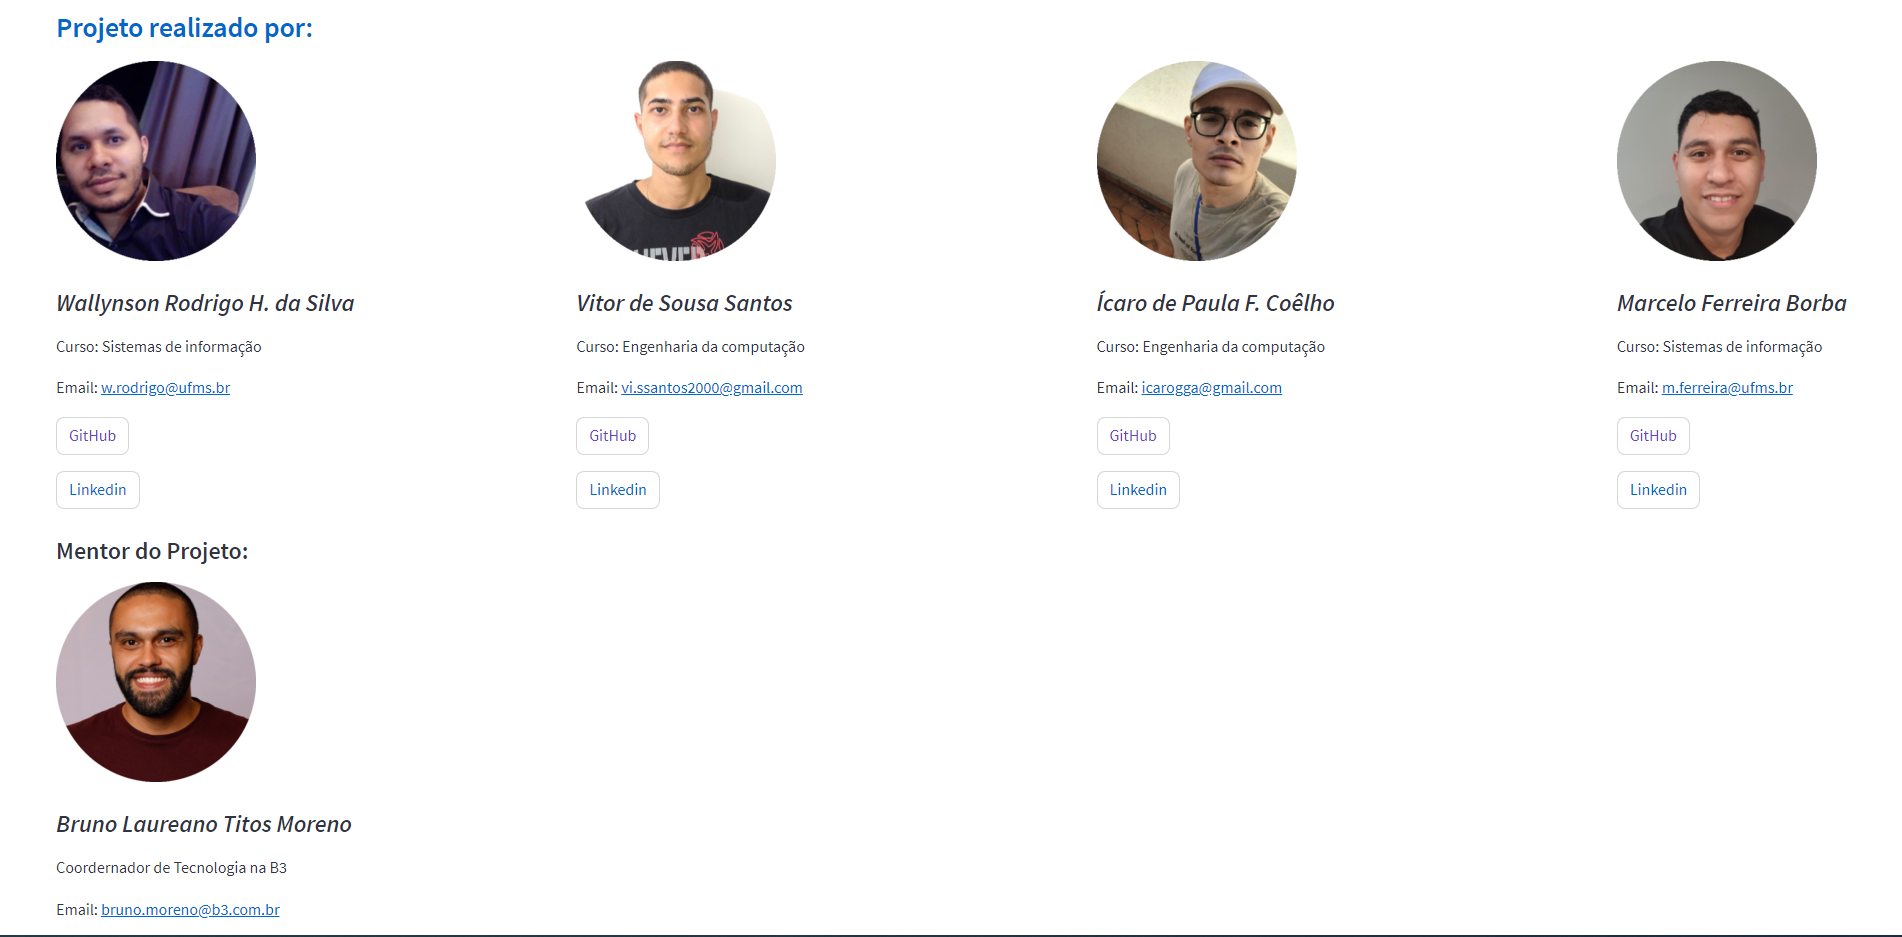 Projeto realizado por:
Wallynson Rodrigo H. da Silva
Curso: Sistemas de informação
Email: w.rodrigo@ufms.br
GitHub
Linkedin
Vitor de Sousa Santos
Curso: Engenharia da computação
Email: vi.ssantos2000@gmail.com
GitHub
Linkedin
Ícaro de Paula F. Coêlho
Curso: Engenharia da computação
Email: icarogga@gmail.com
GitHub
Linkedin
Marcelo Ferreira Borba
Curso: Sistemas de informação
Email: m.ferreira@ufms.br
GitHub
Linkedin
Mentor do Projeto:
Bruno Laureano Titos Moreno
Coordernador de Tecnologia na B3
Email: bruno.moreno@b3.com.br